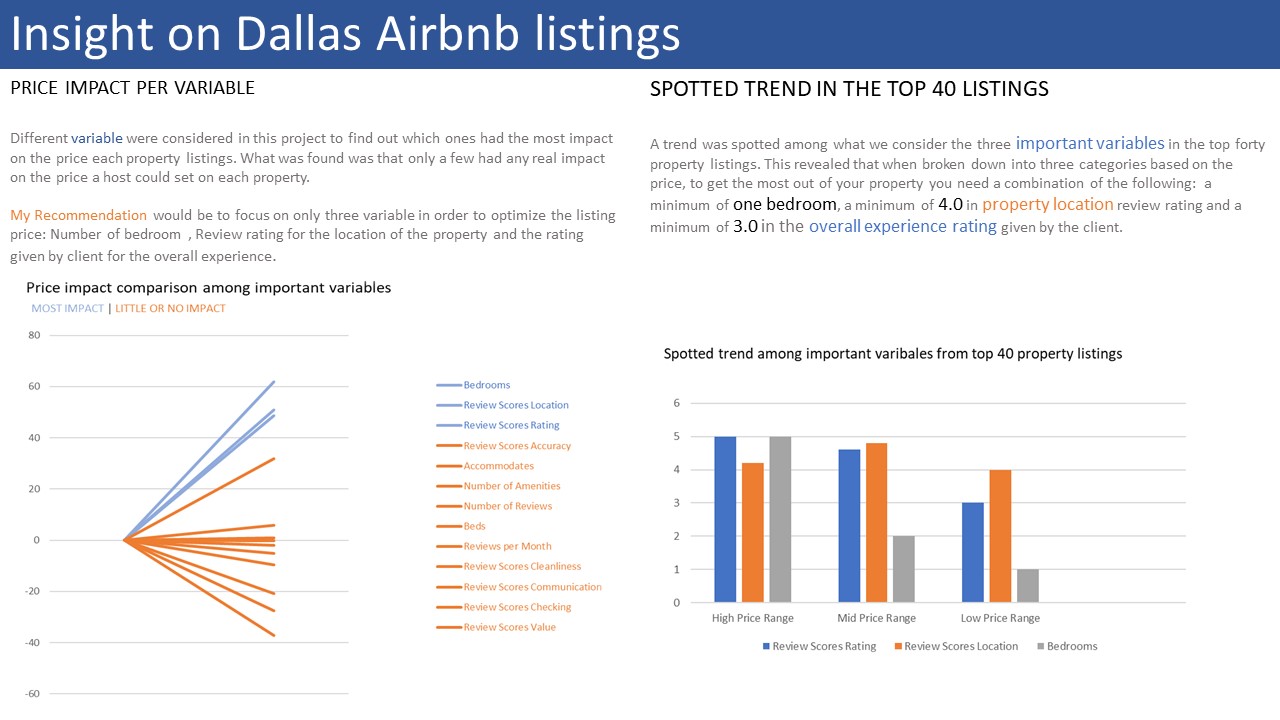 Insight on Dallas Airbnb listings
PRICE IMPACT PER VARIABLE
Different variable were considered in this project to find out which ones had the most impact
on the price each property listings. What was found was that only a few had any real impact
on the price a host could set on each property.
My Recommendation would be to focus on only three variable in order to optimize the listing
price: Number of bedroom , Review rating for the location of the property and the rating
given by client for the overall experience.
Price impact comparison among important variables
MOST IMPACT | LITTLE OR NO IMPACT
80
60
40
20
0
-20
-40
-60
Bedrooms
Review Scores Location
Review Scores Rating
Review Scores Accuracy
Accommodates
Number of Amenities
Number of Reviews
Beds
Reviews per Month
Review Scores Cleanliness
Review Scores Communication
Review Scores Checking
Review Scores Value
SPOTTED TREND IN THE TOP 40 LISTINGS
A trend was spotted among what we consider the three important variables in the top forty
property listings. This revealed that when broken down into three categories based on the
price, to get the most out of your property you need a combination of the following: a
minimum of one bedroom, a minimum of 4.0 in property location review rating and a
minimum of 3.0 in the overall experience rating given by the client.
Spotted trend among important varibales from top 40 property listings
6
5
4
3
2
1
0
High Price Range
Mid Price Range
Low Price Range
Review Scores Rating
Review Scores Location
Bedrooms